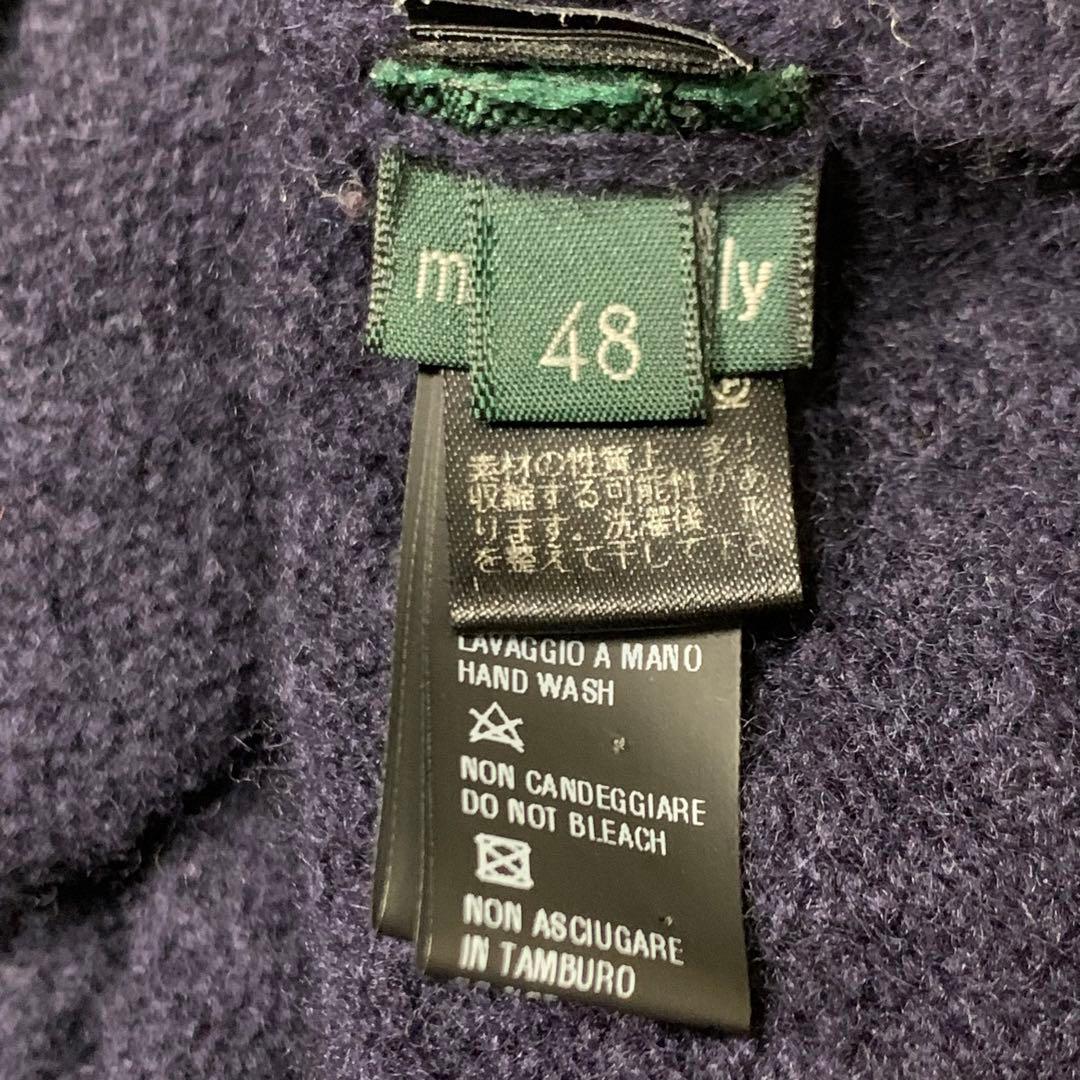 m ly
48
素材の性質上 多少
収縮する可能性があ
ります. 洗濯後 形
を整えて干して下さ
LAVAGGIO A MANO
HAND WASH
NON CANDEGGIARE
DO NOT BLEACH
NON ASCIUGARE
IN TAMBURO